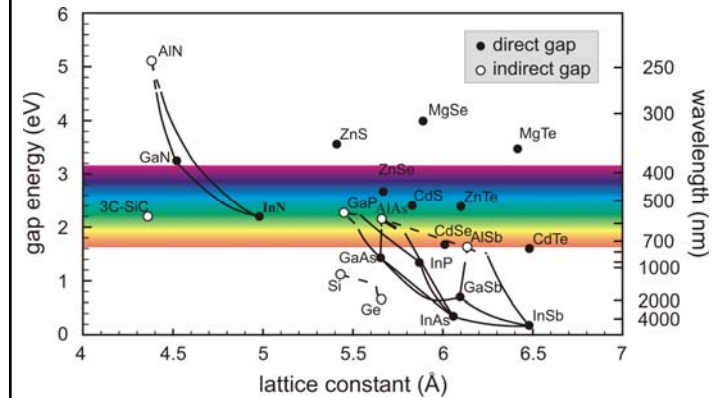 6
5
4
3
2
1
0
gap energy (eV)
4
4.5
5
5.5
6
6.5
7
lattice constant (Å)
250
300
400
500
700
1000
2000
4000
wavelength (nm)
direct gap
indirect gap
AlN
MgSe
ZnS
MgTe
GaN
ZnSe
3C-SiC
InN
GaP
AlAs
CdS
ZnTe
CdSe
AlSb
CdTe
GaAs
InP
Si
Ge
GaSb
InAs
InSb